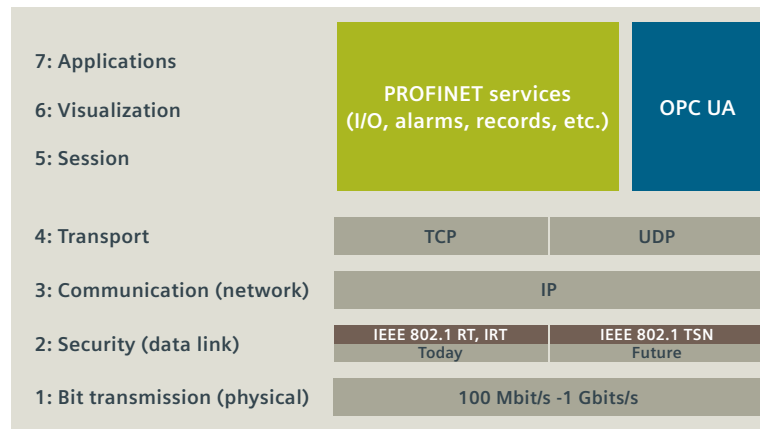 7: Applications
6: Visualization
5: Session
PROFINET services
(I/O, alarms, records, etc.)
OPC UA
4: Transport
TCP
UDP
3: Communication (network)
IP
2: Security (data link)
IEEE 802.1 RT, IRT
IEEE 802.1 TSN
Today
Future
1: Bit transmission (physical)
100 Mbit/s -1 Gbits/s